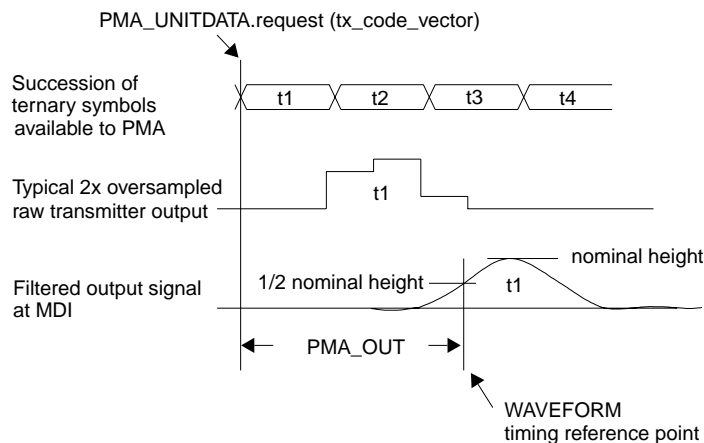 PMA_UNITDATA.request (tx_code_vector)
Succession of
ternary symbols
available to PMA
t1
t2
t3
t4
Typical 2x oversampled
raw transmitter output
t1
nominal height
1/2 nominal height
t1
Filtered output signal
at MDI
PMA_OUT
WAVEFORM
timing reference point